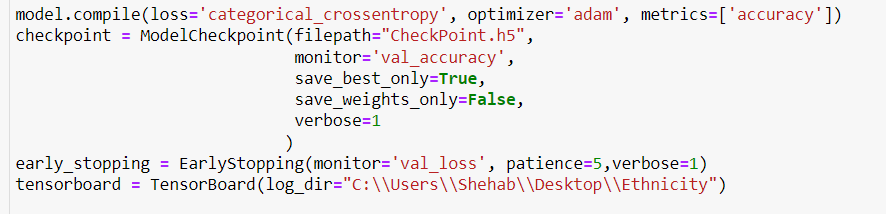 model.compile(loss='categorical_crossentropy', optimizer='adam', metrics=['accuracy'])
checkpoint = ModelCheckpoint(filepath="CheckPoint.h5",
                             monitor='val_accuracy',
                             save_best_only=True,
                             save_weights_only=False,
                             verbose=1
                            )
early_stopping = EarlyStopping(monitor='val_loss', patience=5,verbose=1)
tensorboard = TensorBoard(log_dir="C:\\Users\\Shehab\\Desktop\\Ethnicity")